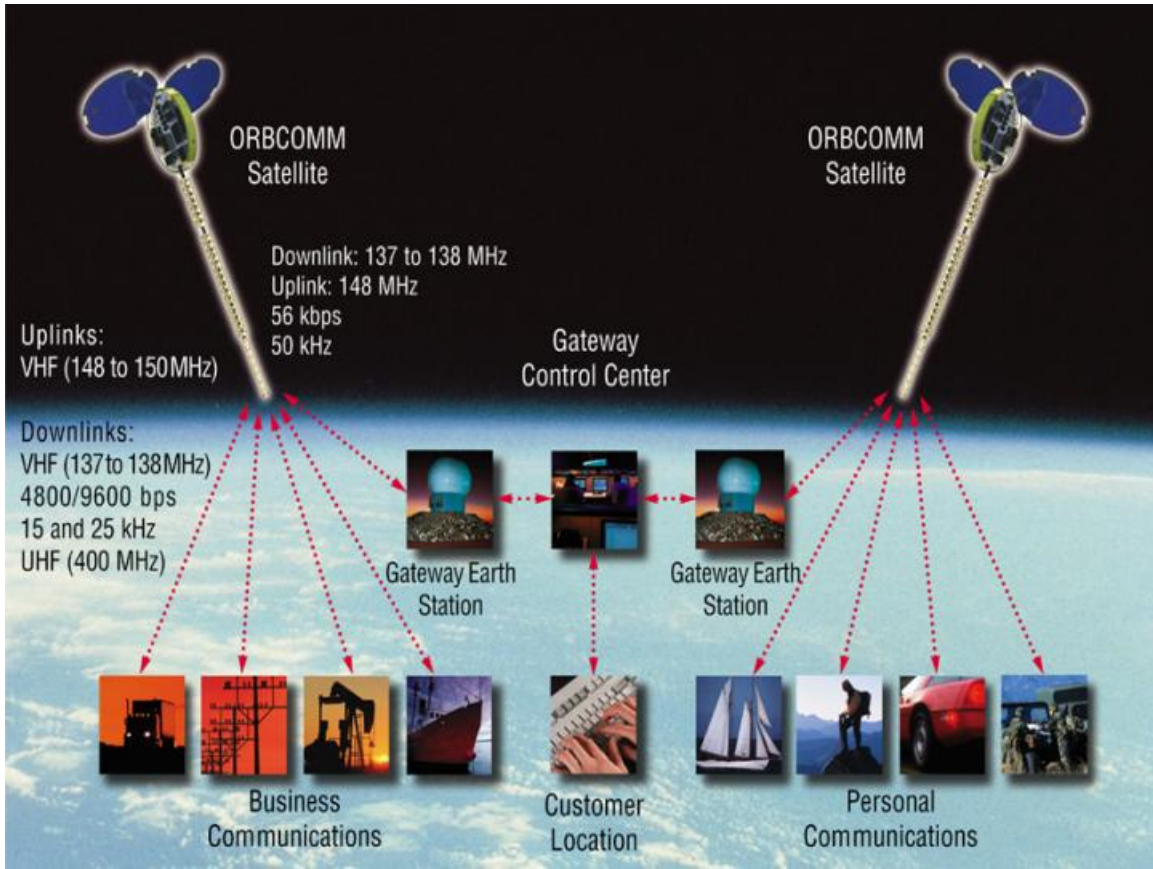 ORBCOMM
Satellite
ORBCOMM
Satellite
Downlink: 137 to 138 MHz
Uplink: 148 MHz
56 kbps
50 kHz
Uplinks:
VHF (148 to 150MHz)
Gateway
Control Center
Downlinks:
VHF (137to 138MHz)
4800/9600 bps
15 and 25 kHz
UHF (400 MHz)
Gateway Earth
Station
Gateway Earth
Station
Business
Communications
Customer
Location
Personal
Communications